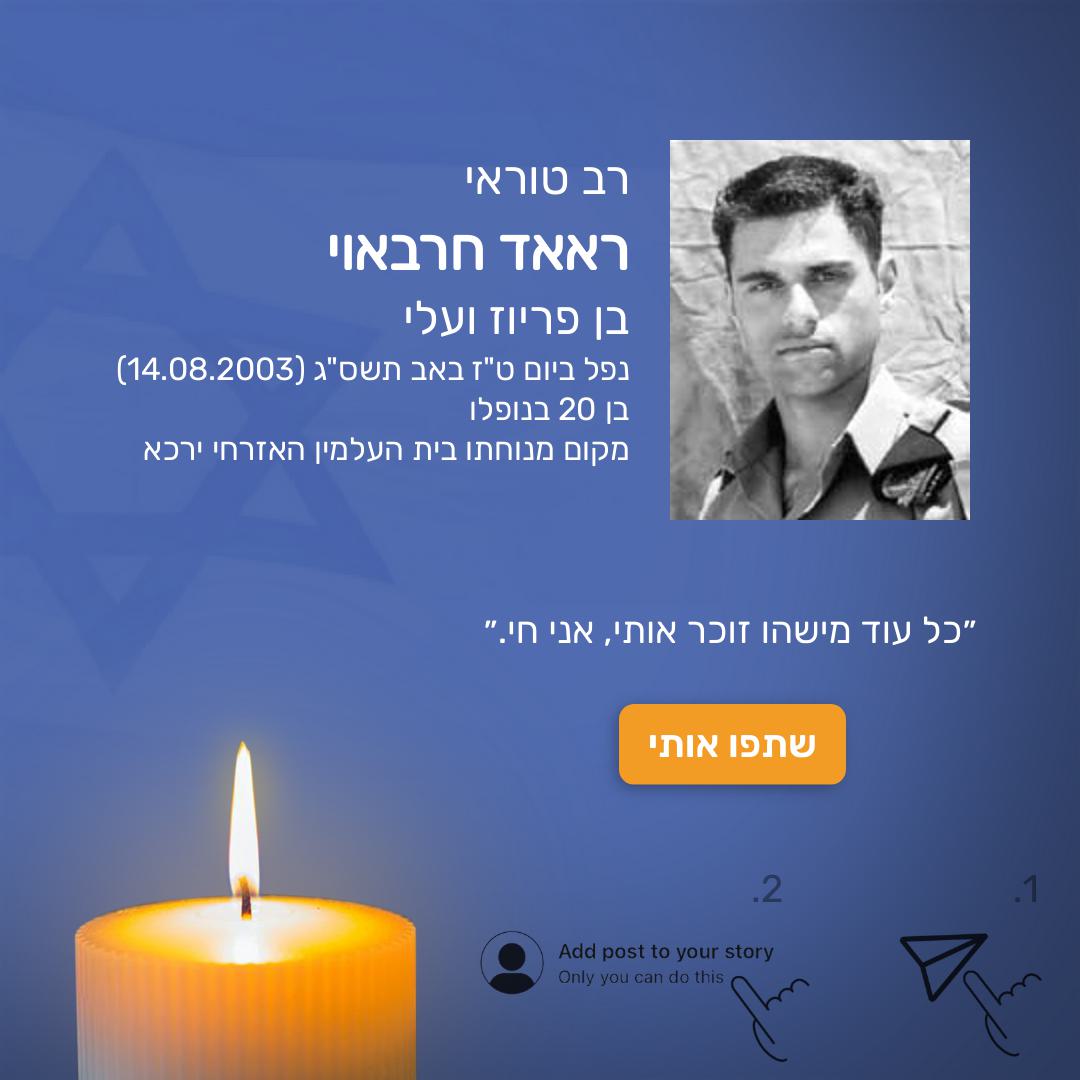 רב טוראי
ראאד חרבאוי
בן פריוז ועלי
נפל ביום ט"ז באב תשס"ג (14.08.2003)
בן 20 בנופלו
מקום מנוחתו בית העלמין האזרחי ירכא
״כל עוד מישהו זוכר אותי, אני חי.״
שתפו אותי
.1
.2
Add post to your story
Only you can do this